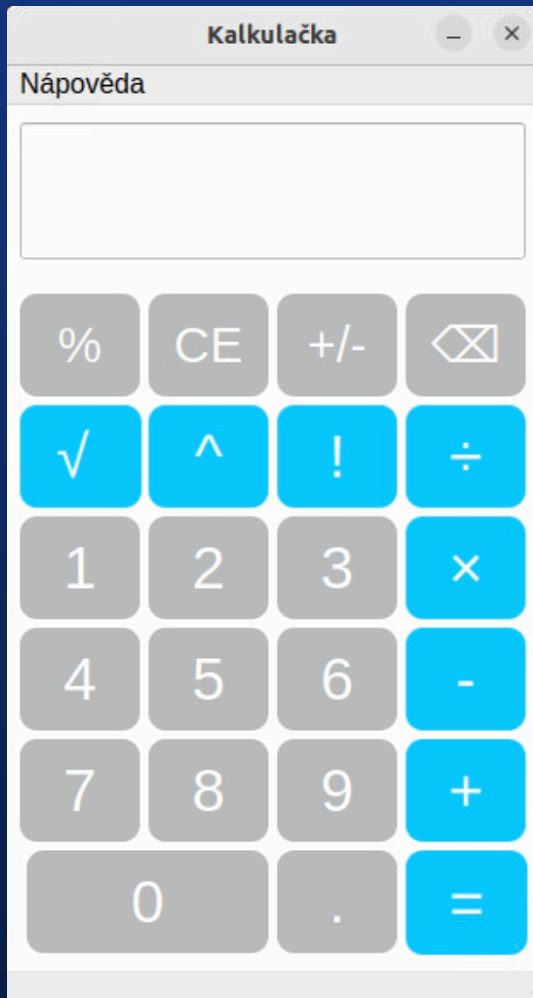 Kalkulačka
Nápověda
% CE +/- ⌫
√ ^ ! ÷
1 2 3 ×
4 5 6 -
7 8 9 +
0 . =